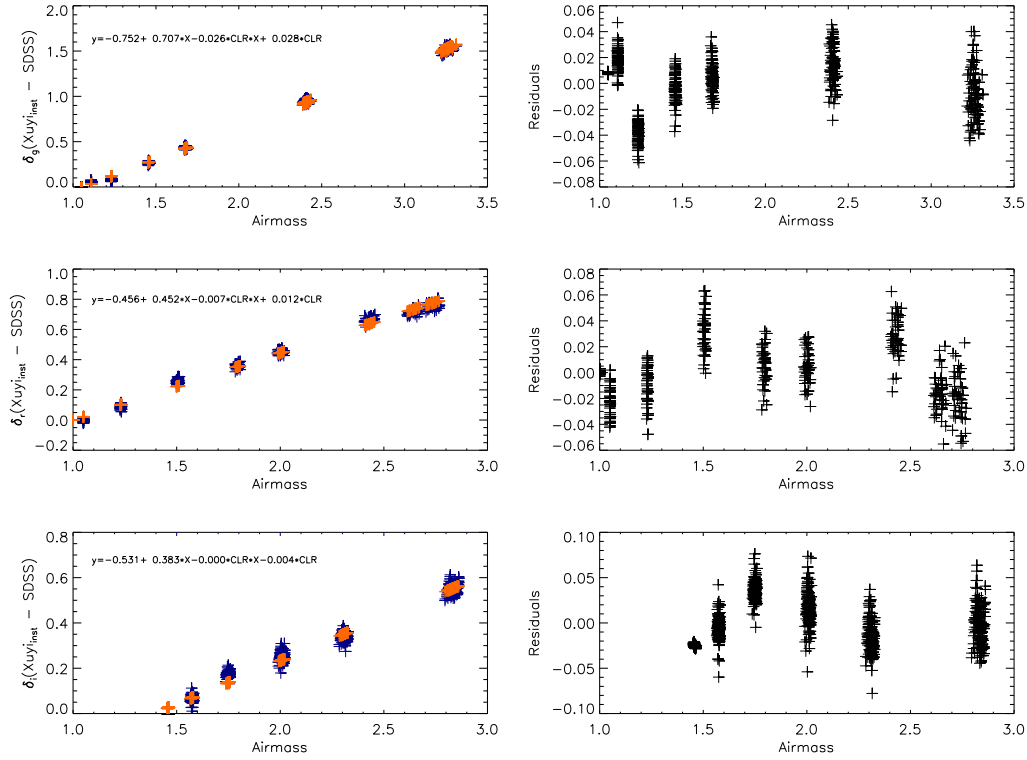 y=−0.752+ 0.707*X−0.026*CLR*X+ 0.028*CLR
δg(Xuyi inst − SDSS)
1.5
1.0
0.5
0.0
1.0 1.5 2.0 2.5 3.0 3.5
Airmass
Residuals
0.06
0.04
0.02
0.00
−0.02
−0.04
−0.06
−0.08
1.0 1.5 2.0 2.5 3.0 3.5
Airmass
y=−0.456+ 0.452*X−0.007*CLR*X+ 0.012*CLR
δr(Xuyi inst − SDSS)
1.0
0.8
0.6
0.4
0.2
0.0
−0.2
1.0 1.5 2.0 2.5 3.0
Airmass
Residuals
0.08
0.06
0.04
0.02
0.00
−0.02
−0.04
−0.06
1.0 1.5 2.0 2.5 3.0
Airmass
y=−0.531+ 0.383*X−0.000*CLR*X−0.004*CLR
δi(Xuyi inst − SDSS)
0.8
0.6
0.4
0.2
0.0
1.0 1.5 2.0 2.5 3.0
Airmass
Residuals
0.10
0.05
0.00
−0.05
−0.10
1.0 1.5 2.0 2.5 3.0
Airmass